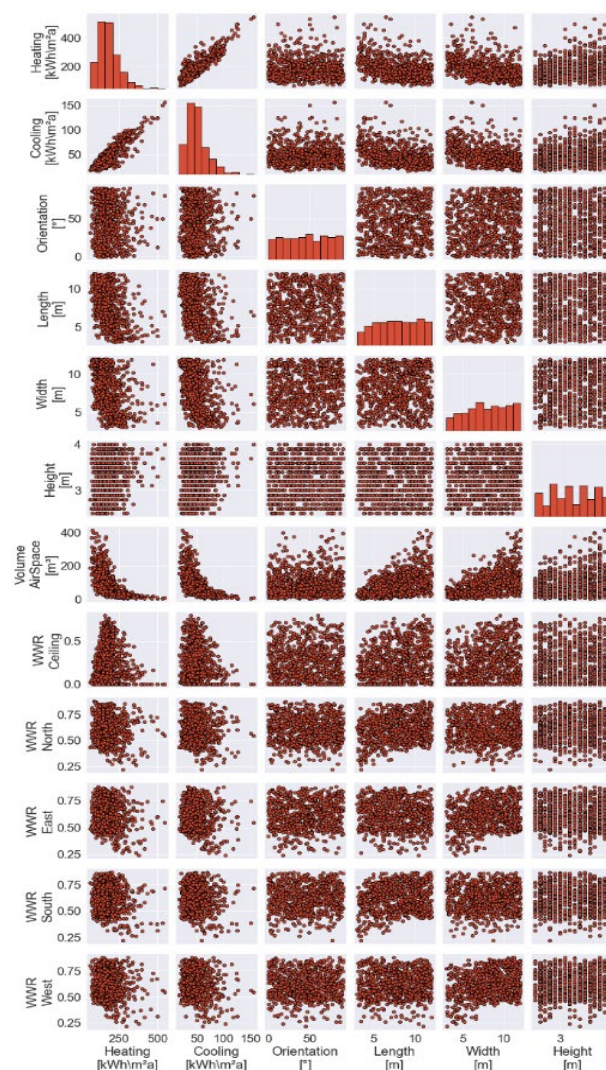 Heating
[kWh\m²a]
400
200
Cooling
[kWh\m²a]
150
100
50
Orientation
[°]
50
0
Length
[m]
10
5
Width
[m]
10
5
Height
[m]
4
3
Volume
AirSpace
[m³]
400
200
0
WWR
Ceiling
0.5
0.0
WWR
North
0.75
0.50
0.25
WWR
East
0.75
0.50
0.25
WWR
South
0.75
0.50
0.25
WWR
West
0.75
0.50
0.25
250 500 0 50 100 150 0 50 5 10 5 10 3
Heating Cooling Orientation Length Width Height
[kWh\m²a] [kWh\m²a] [°] [m] [m] [m]